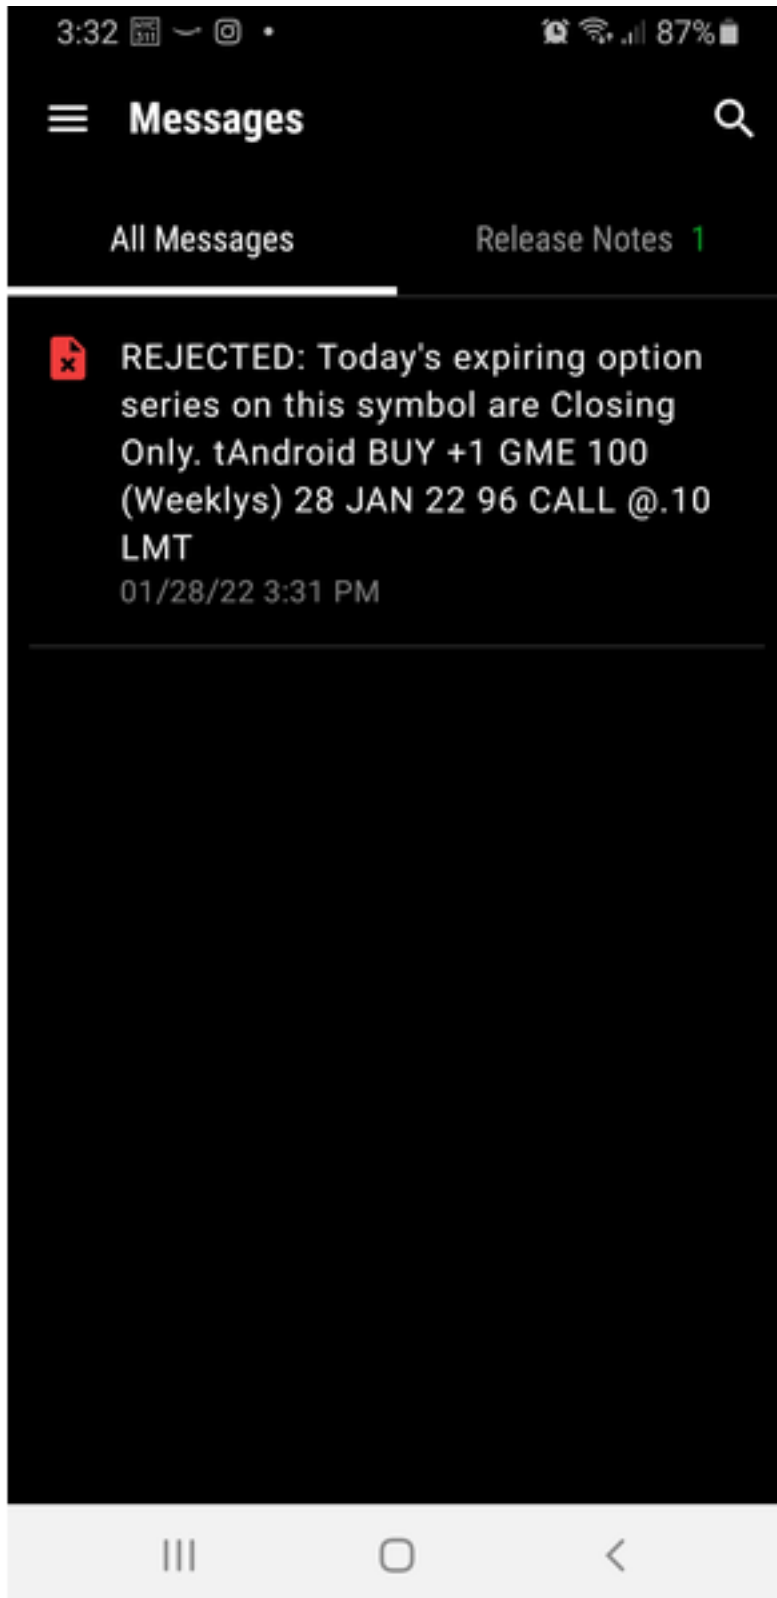 3:32 NYC 311 87%
Messages
All Messages Release Notes 1
REJECTED: Today's expiring option
series on this symbol are Closing
Only. tAndroid BUY +1 GME 100
(Weeklys) 28 JAN 22 96 CALL @.10
LMT
01/28/22 3:31 PM